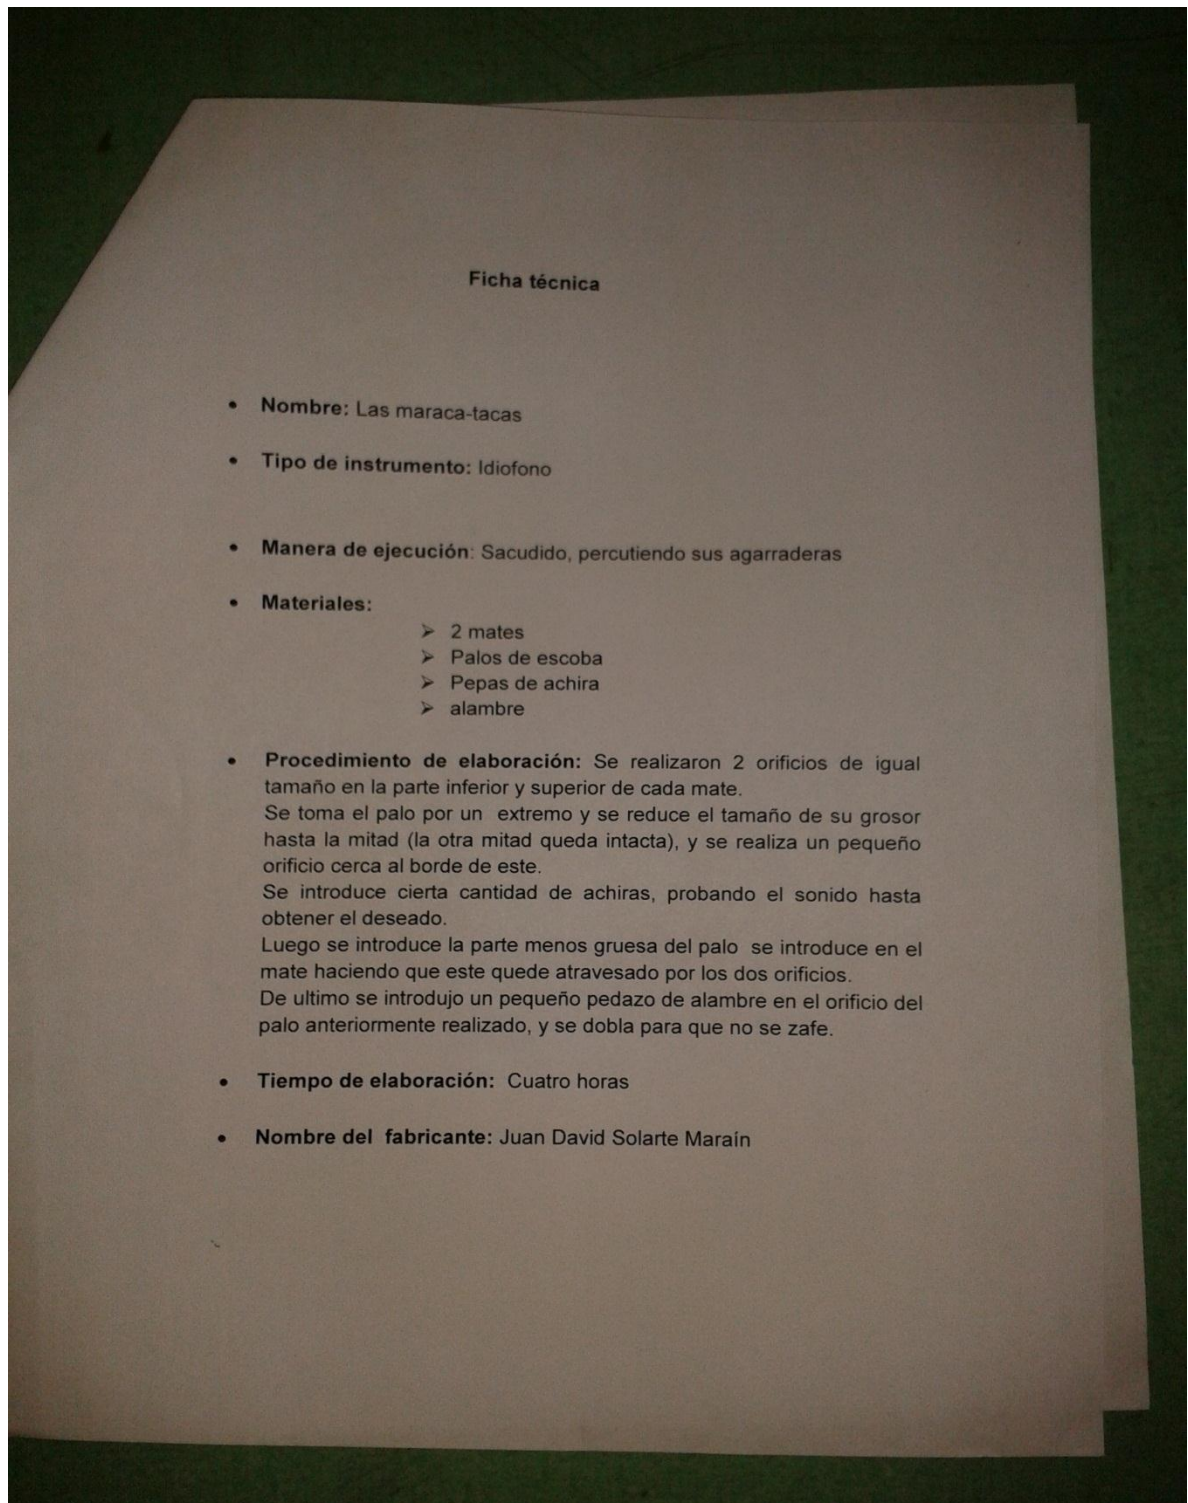 Ficha técnica
• Nombre: Las maraca-tacas
• Tipo de instrumento: Idiofono
• Manera de ejecución: Sacudido, percutiendo sus agarraderas
• Materiales:
➤ 2 mates
➤ Palos de escoba
➤ Pepas de achira
➤ alambre
• Procedimiento de elaboración: Se realizaron 2 orificios de igual
tamaño en la parte inferior y superior de cada mate.
Se toma el palo por un extremo y se reduce el tamaño de su grosor
hasta la mitad (la otra mitad queda intacta), y se realiza un pequeño
orificio cerca al borde de este.
Se introduce cierta cantidad de achiras, probando el sonido hasta
obtener el deseado.
Luego se introduce la parte menos gruesa del palo se introduce en el
mate haciendo que este quede atravesado por los dos orificios.
De ultimo se introdujo un pequeño pedazo de alambre en el orificio del
palo anteriormente realizado, y se dobla para que no se zafe.
• Tiempo de elaboración: Cuatro horas
• Nombre del fabricante: Juan David Solarte Maraín